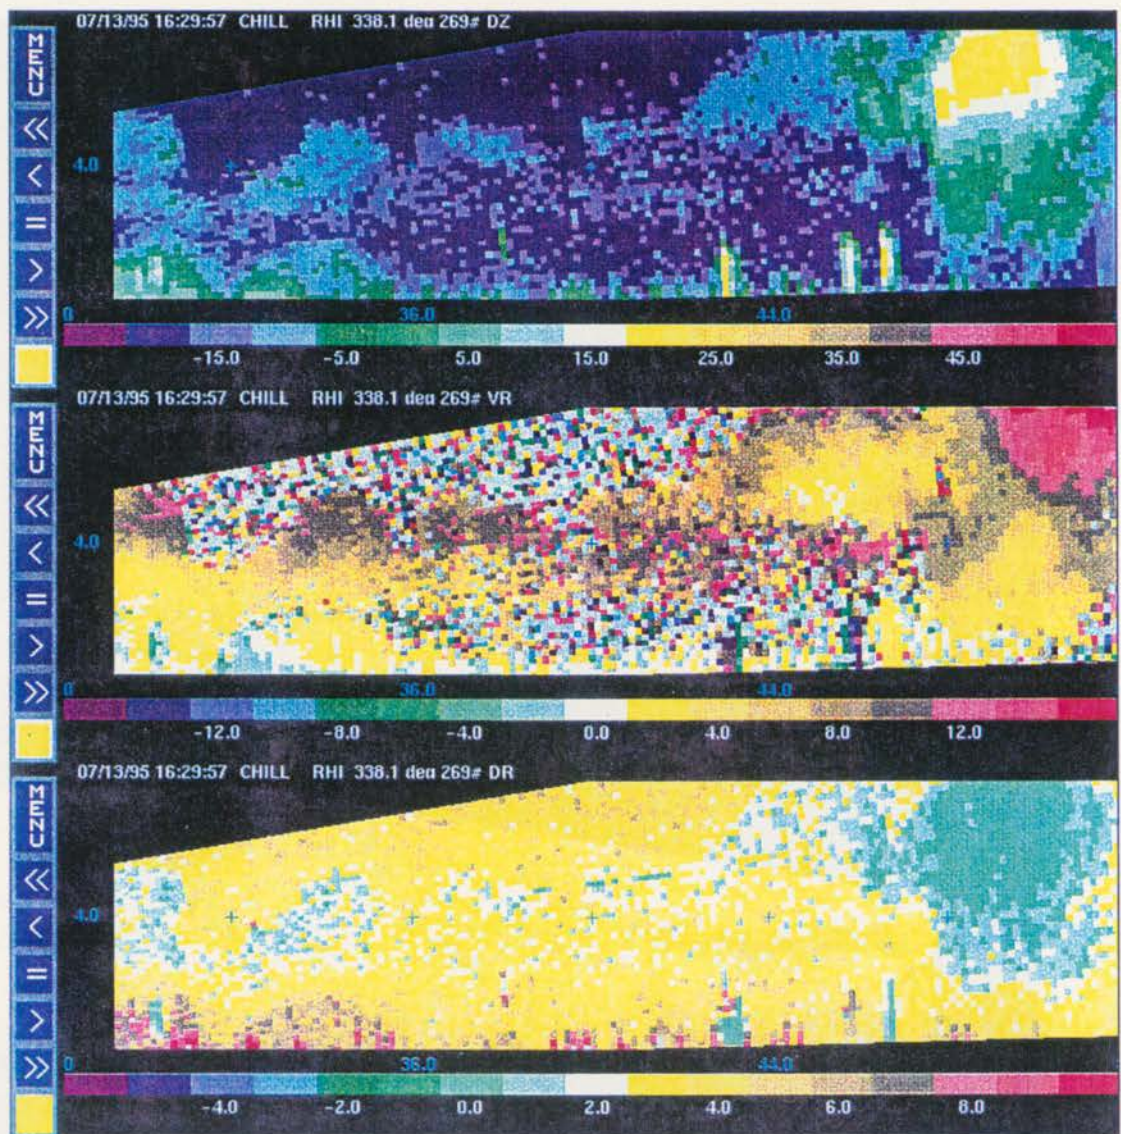 07/13/95 16:29:57 CHILL RHI 338.1 deg 269# DZ
MENU
<<
<
=
>
>>
4.0
0 36.0 44.0
-15.0 -5.0 5.0 15.0 25.0 35.0 45.0
07/13/95 16:29:57 CHILL RHI 338.1 deg 269# VR
MENU
<<
<
=
>
>>
4.0
0 36.0 44.0
-12.0 -8.0 -4.0 0.0 4.0 8.0 12.0
07/13/95 16:29:57 CHILL RHI 338.1 deg 269# DR
MENU
<<
<
=
>
>>
4.0
0 36.0 44.0
-4.0 -2.0 0.0 2.0 4.0 6.0 8.0